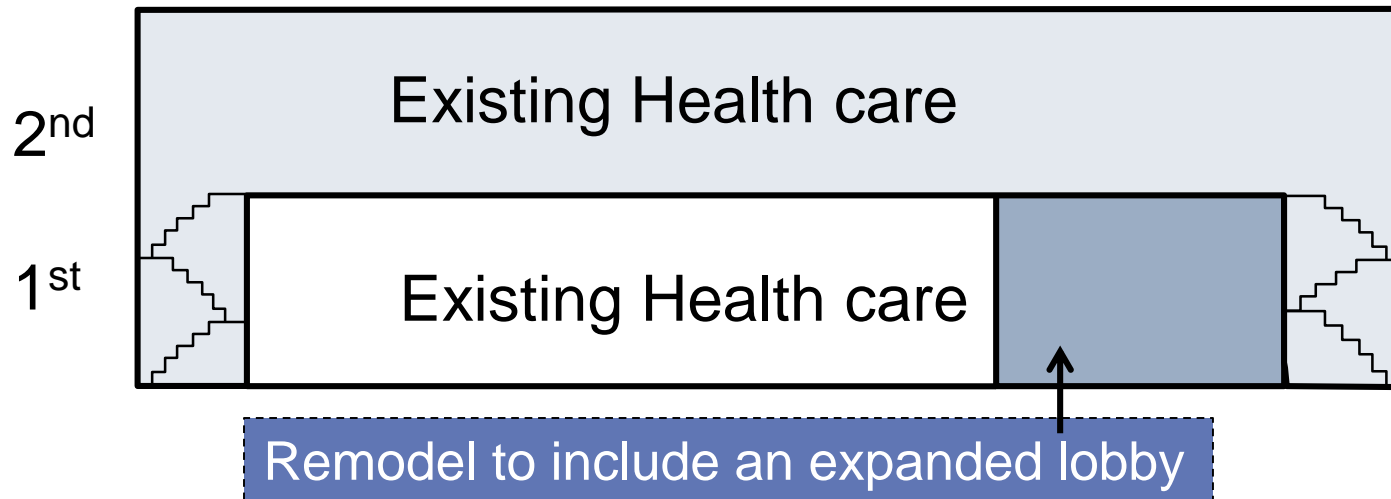 Existing Health care
2nd
1st
Existing Health care
Remodel to include an expanded lobby